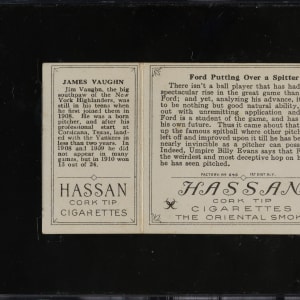 JAMES VAUGHN
Jim Vaughn, the big
southpaw of the New
York Highlanders, was
still in his teens when
he first joined them in
1908. He was a born
pitcher, and after his
professional start at
Corsicana, Texas, land-
ed with the Yankees in
less than two years. In
1908 and 1909 he did
not appear in many
games, but in 1910 won
12 out of 24.
HASSAN
CORK TIP
CIGARETTES
Ford Putting Over a Spitter
There isn't a ball player that has had
spectacular rise in the great game than
Ford; and yet, analyzing his advance, I
to be nothing but good natural ability,
out with unremitting application and
Ford is a student of the game, and has
his own future. Thus it came about that
up the famous spitball where other pitch
left off and improved upon it till he has
nearly invincible as a pitcher can possi
Indeed, Umpire Billy Evans says that F
the weirdest and most deceptive hop on
he has seen pitched.
FACTORY Nº
HASSAN
CORK TIP
CIGARETTES
THE ORIENTAL SMOK